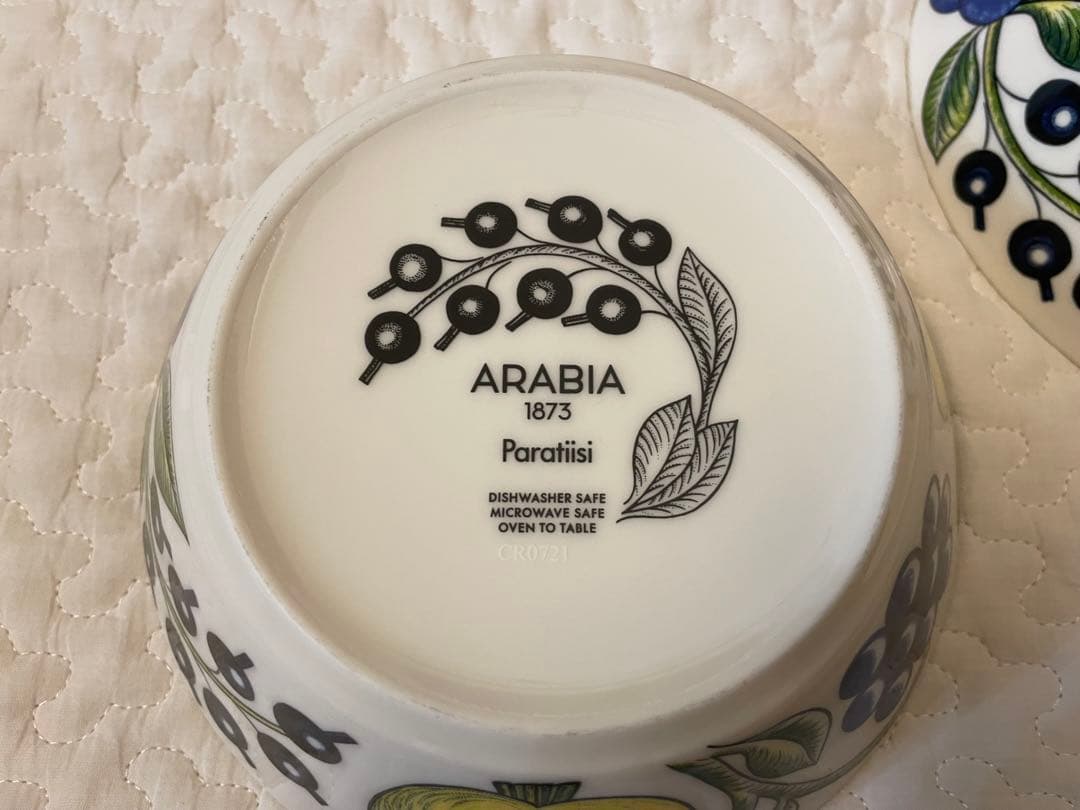 ARABIA
1873
Paratiisi
DISHWASHER SAFE
MICROWAVE SAFE
OVEN TO TABLE
CR0721